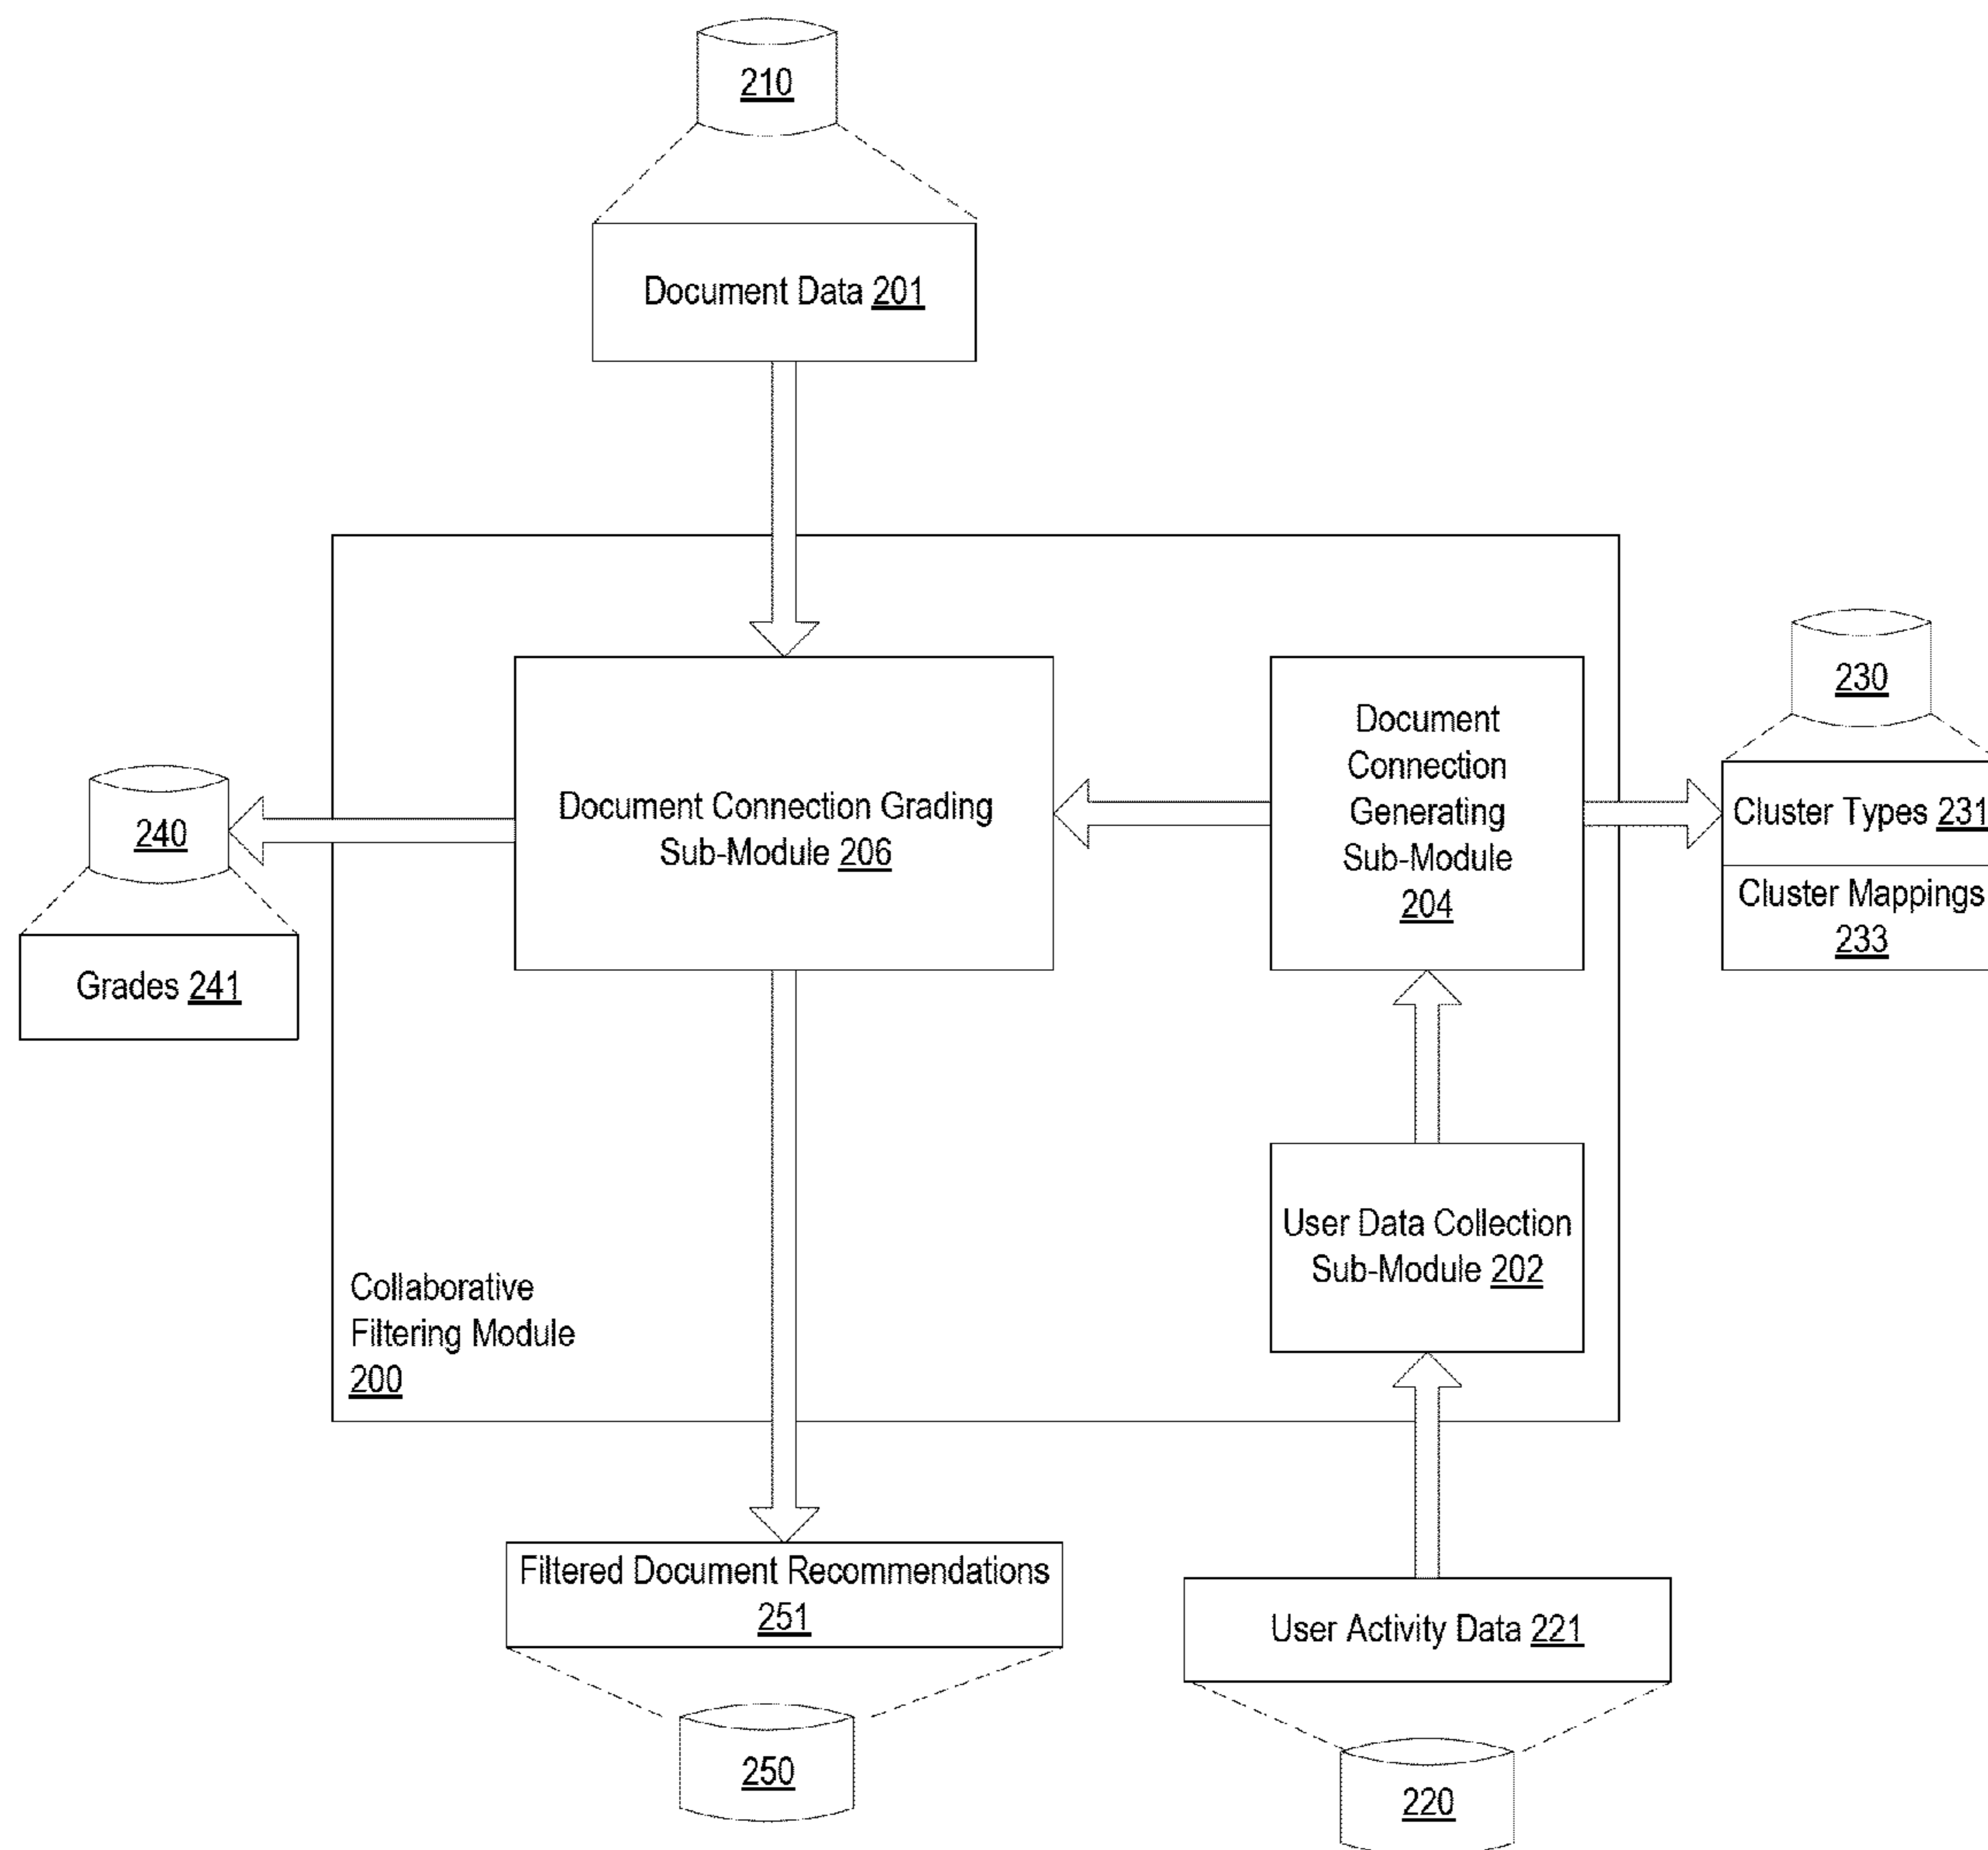 210
Document Data 201
Document
Connection
Generating
Sub-Module
204
230
Cluster Types 231
Cluster Mappings
233
Document Connection Grading
Sub-Module 206
240
Grades 241
User Data Collection
Sub-Module 202
Collaborative
Filtering Module
200
Filtered Document Recommendations
251
250
User Activity Data 221
220